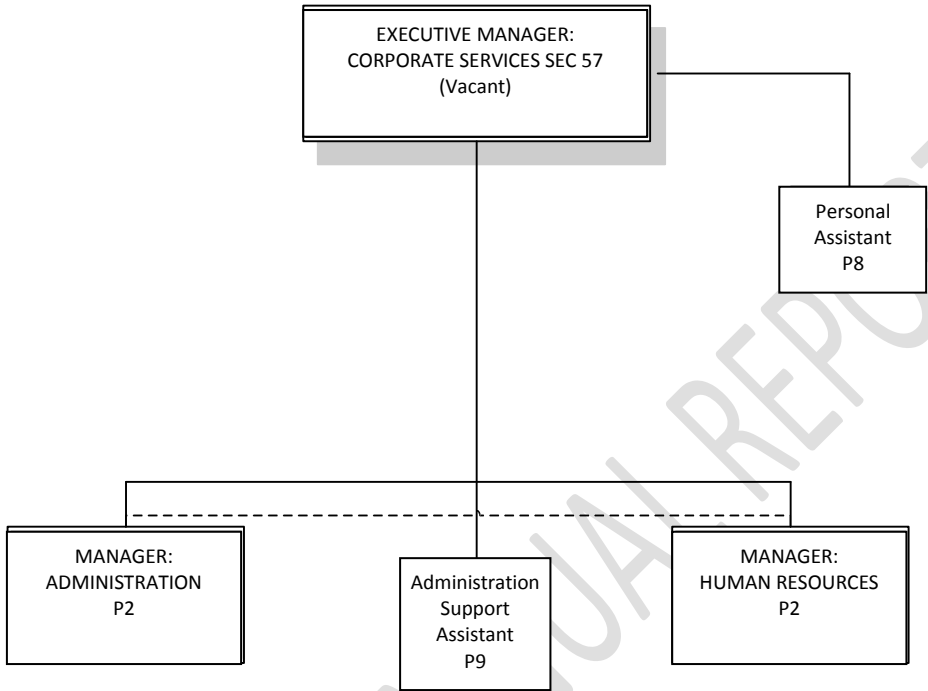 EXECUTIVE MANAGER:
CORPORATE SERVICES SEC 57
(Vacant)
Personal
Assistant
P8
MANAGER:
ADMINISTRATION
P2
Administration
Support
Assistant
P9
MANAGER:
HUMAN RESOURCES
P2